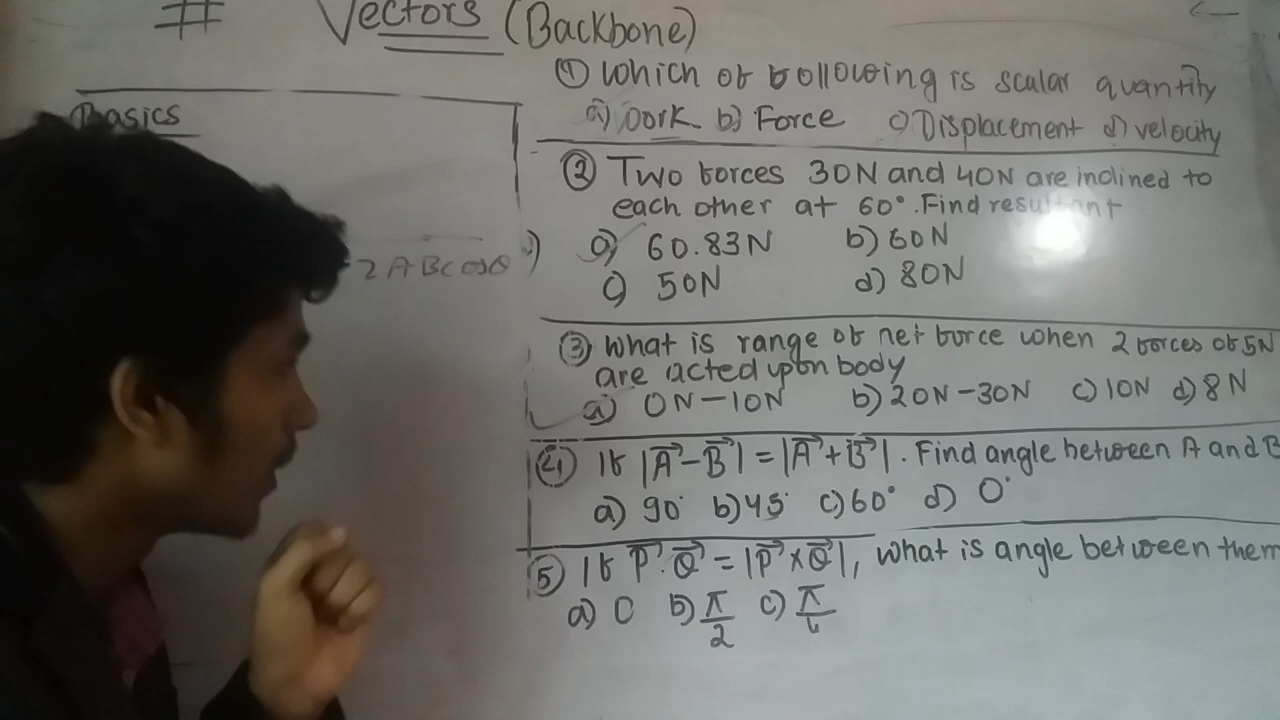 # Vectors (Backbone)
Basics
2ABcosθ
① Which of following is scalar quantity
a) Work b) Force c) Displacement d) velocity
② Two forces 30N and 40N are inclined to
each other at 60°. Find resultant
a) 60.83N b) 60N
c) 50N d) 80N
③ What is range of net force when 2 forces of 5N
are acted upon body
a) 0N-10N b) 20N-30N c) 10N d) 8N
④ If |A⃗-B⃗| = |A⃗+B⃗|. Find angle between A and B
a) 90° b) 45° c) 60° d) 0°
⑤ If P⃗.Q⃗ = |P⃗×Q⃗|, what is angle between them
a) 0 b) π/2 c) π/4